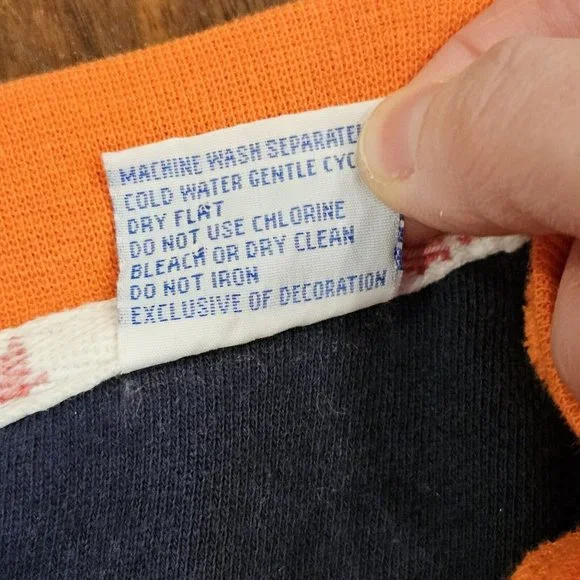 MACHINE WASH SEPARATEL
COLD WATER GENTLE CYC
DRY FLAT
DO NOT USE CHLORINE
BLEACH OR DRY CLEAN
DO NOT IRON
EXCLUSIVE OF DECORATION